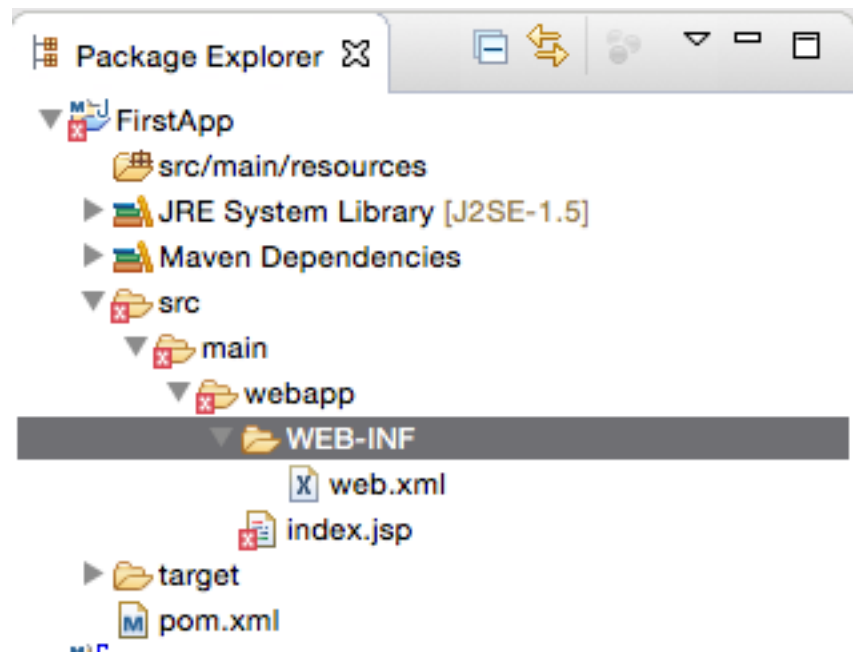 Package Explorer
FirstApp
src/main/resources
JRE System Library [J2SE-1.5]
Maven Dependencies
src
main
webapp
WEB-INF
web.xml
index.jsp
target
pom.xml